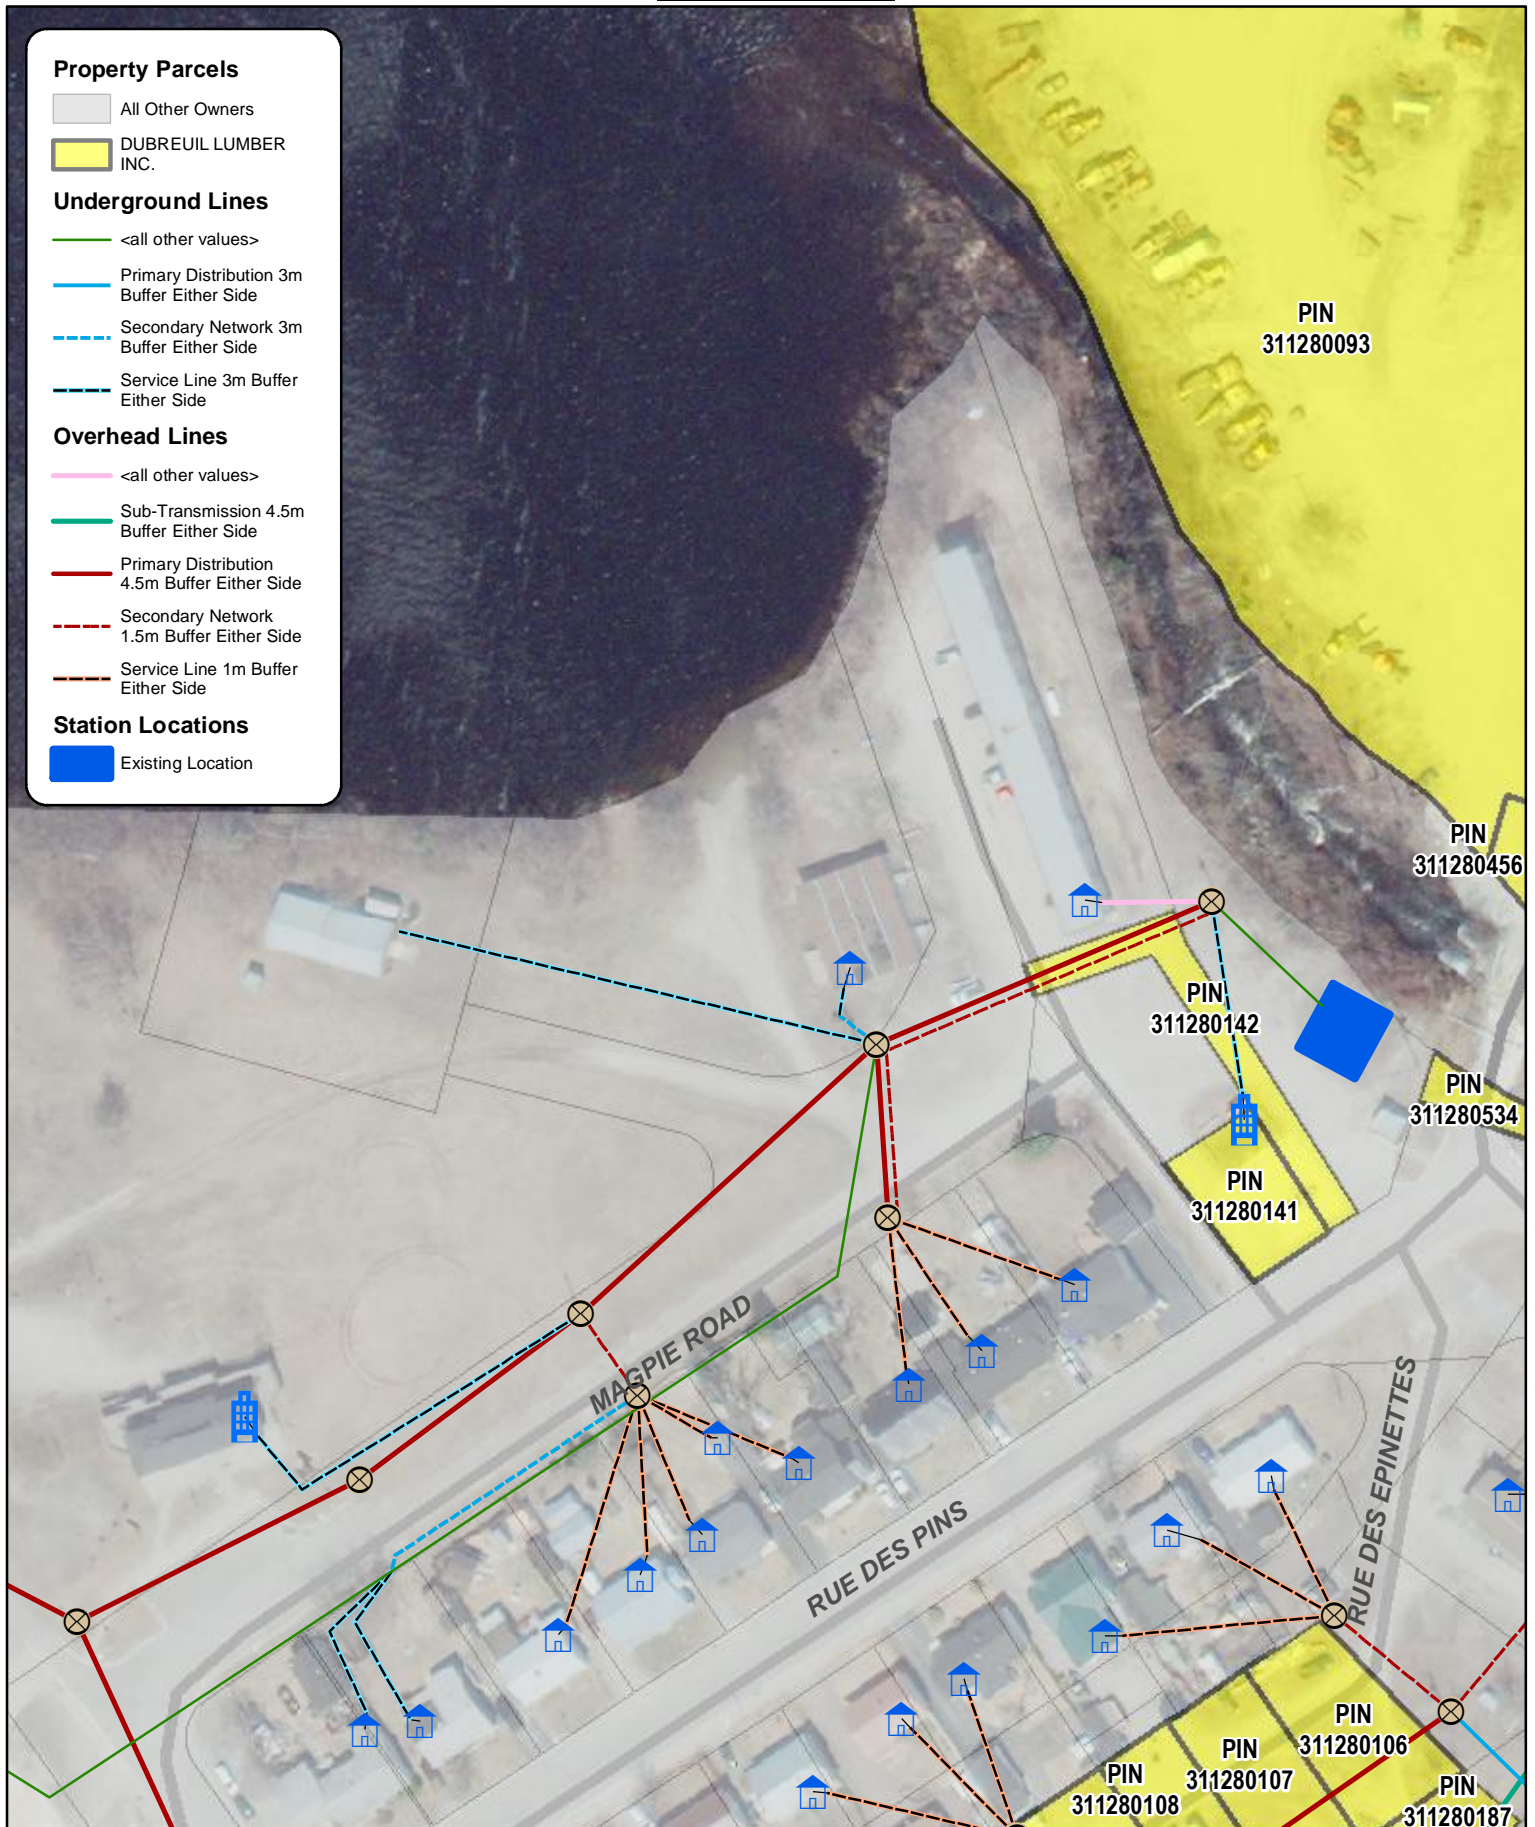 Property Parcels
All Other Owners
DUBREUIL LUMBER
INC.
Underground Lines
<all other values>
Primary Distribution 3m
Buffer Either Side
Secondary Network 3m
Buffer Either Side
Service Line 3m Buffer
Either Side
Overhead Lines
<all other values>
Sub-Transmission 4.5m
Buffer Either Side
Primary Distribution
4.5m Buffer Either Side
Secondary Network
1.5m Buffer Either Side
Service Line 1m Buffer
Either Side
Station Locations
Existing Location
PIN
311280093
PIN
311280456
PIN
311280142
PIN
311280534
PIN
311280141
MAGPIE ROAD
RUE DES PINS
RUE DES EPINETTES
PIN
311280106
PIN
311280107
PIN
311280108
PIN
311280187